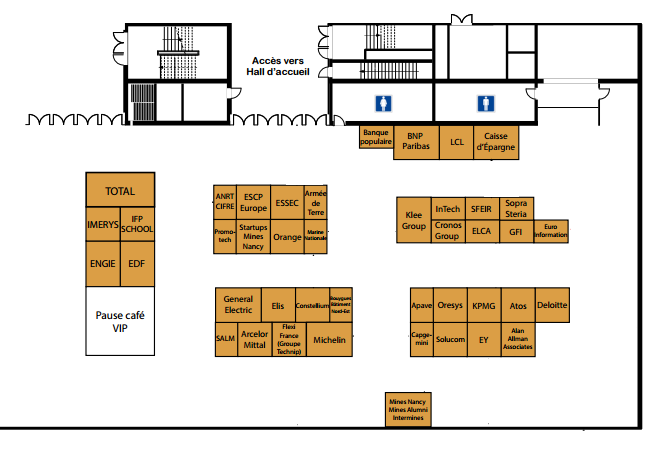 Accès vers
Hall d'accueil
Banque
populaire
BNP
Paribas
LCL
Caisse
d'Épargne
TOTAL
IMERYS
IFP
SCHOOL
ENGIE
EDF
Pause café
VIP
ANRT
CIFRE
ESCP
Europe
ESSEC
Armée
de
Terre
Promo-
tech
Startups
Mines
Nancy
Orange
Marine
Nationale
Klee
Group
InTech
SFEIR
Sopra
Steria
Cronos
Group
ELCA
GFI
Euro
Information
General
Electric
Elis
Constellium
Bouygues
Bâtiment
Nord-Est
SALM
Arcelor
Mittal
Flexi
France
(Groupe
Technip)
Michelin
Apave
Oresys
KPMG
Atos
Deloitte
Capge-
mini
Solucom
EY
Alan
Allman
Associates
Mines Nancy
Mines Alumni
Intermines